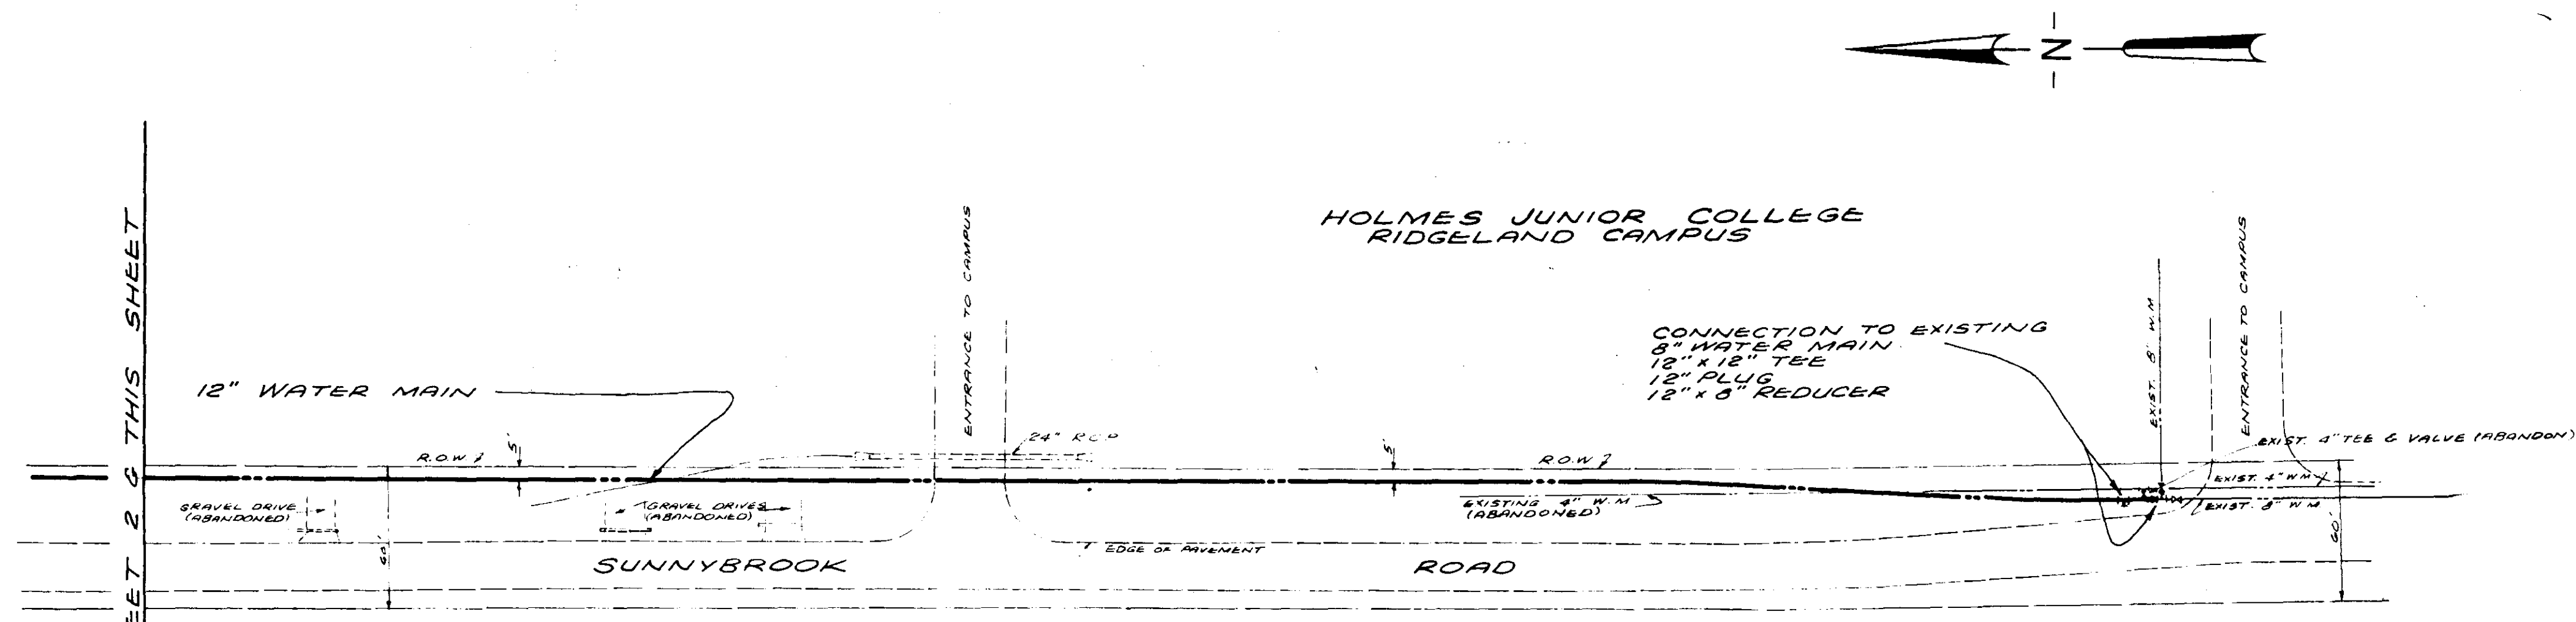 N
HOLMES JUNIOR COLLEGE
RIDGELAND CAMPUS
EET 2 & THIS SHEET
12" WATER MAIN
ENTRANCE TO CAMPUS
24" R.C.P
CONNECTION TO EXISTING
8" WATER MAIN
12" x 12" TEE
12" PLUG
12" x 8" REDUCER
EXIST. 8" W.M
ENTRANCE TO CAMPUS
EXIST. 4" TEE & VALVE (ABANDON)
R.O.W
5'
5'
R.O.W
EXIST. 4" W.M
EXIST. 8" W.M
GRAVEL DRIVE
(ABANDONED)
GRAVEL DRIVES
(ABANDONED)
EXISTING 4" W.M
(ABANDONED)
60'
60'
EDGE OF PAVEMENT
SUNNYBROOK ROAD